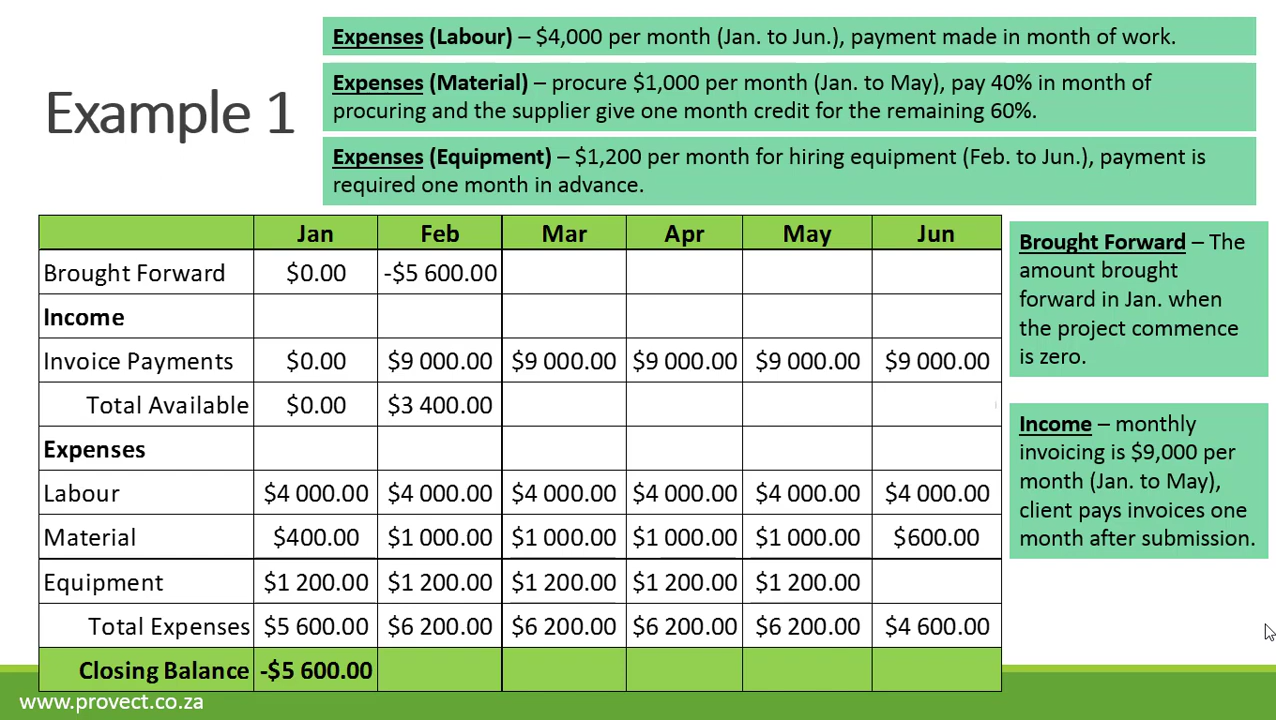 Example 1
Expenses (Labour) – $4,000 per month (Jan. to Jun.), payment made in month of work.
Expenses (Material) – procure $1,000 per month (Jan. to May), pay 40% in month of
procuring and the supplier give one month credit for the remaining 60%.
Expenses (Equipment) – $1,200 per month for hiring equipment (Feb. to Jun.), payment is
required one month in advance.
Jan Feb Mar Apr May Jun
Brought Forward $0.00 -$5 600.00
Income
Invoice Payments $0.00 $9 000.00 $9 000.00 $9 000.00 $9 000.00 $9 000.00
Total Available $0.00 $3 400.00
Expenses
Labour $4 000.00 $4 000.00 $4 000.00 $4 000.00 $4 000.00 $4 000.00
Material $400.00 $1 000.00 $1 000.00 $1 000.00 $1 000.00 $600.00
Equipment $1 200.00 $1 200.00 $1 200.00 $1 200.00 $1 200.00
Total Expenses $5 600.00 $6 200.00 $6 200.00 $6 200.00 $6 200.00 $4 600.00
Closing Balance -$5 600.00
Brought Forward – The
amount brought
forward in Jan. when
the project commence
is zero.
Income – monthly
invoicing is $9,000 per
month (Jan. to May),
client pays invoices one
month after submission.
www.provect.co.za